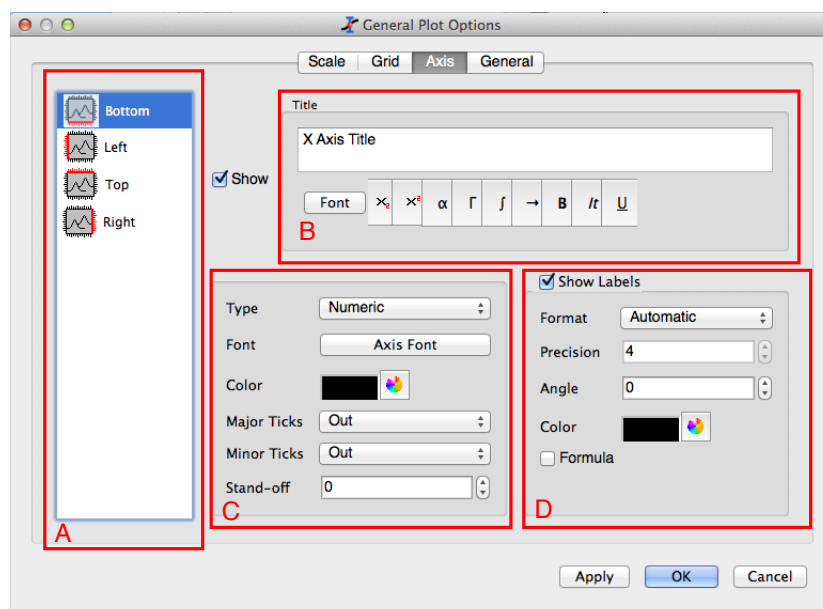 General Plot Options
Scale Grid Axis General
Bottom
Left
Top
Right
A
Show
Title
X Axis Title
Font X₂ X² α Γ ∫ → B It U
B
Type Numeric
Font Axis Font
Color
Major Ticks Out
Minor Ticks Out
Stand-off 0
C
Show Labels
Format Automatic
Precision 4
Angle 0
Color
Formula
D
Apply OK Cancel